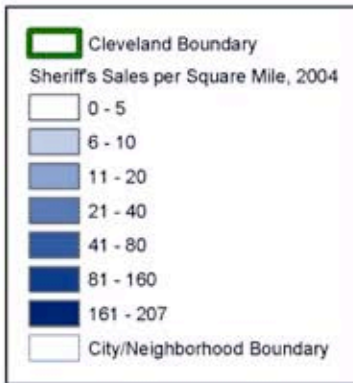 Cleveland Boundary
Sheriff's Sales per Square Mile, 2004
0 - 5
6 - 10
11 - 20
21 - 40
41 - 80
81 - 160
161 - 207
City/Neighborhood Boundary